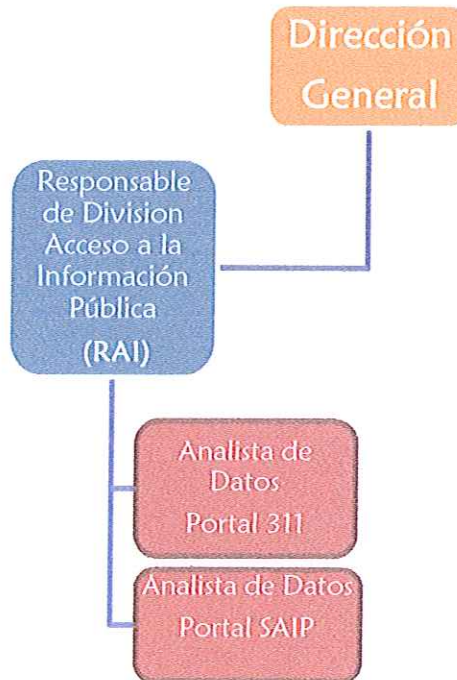 Dirección
General
Responsable
de Division
Acceso a la
Información
Pública
(RAI)
Analista de
Datos
Portal 311
Analista de Datos
Portal SAIP